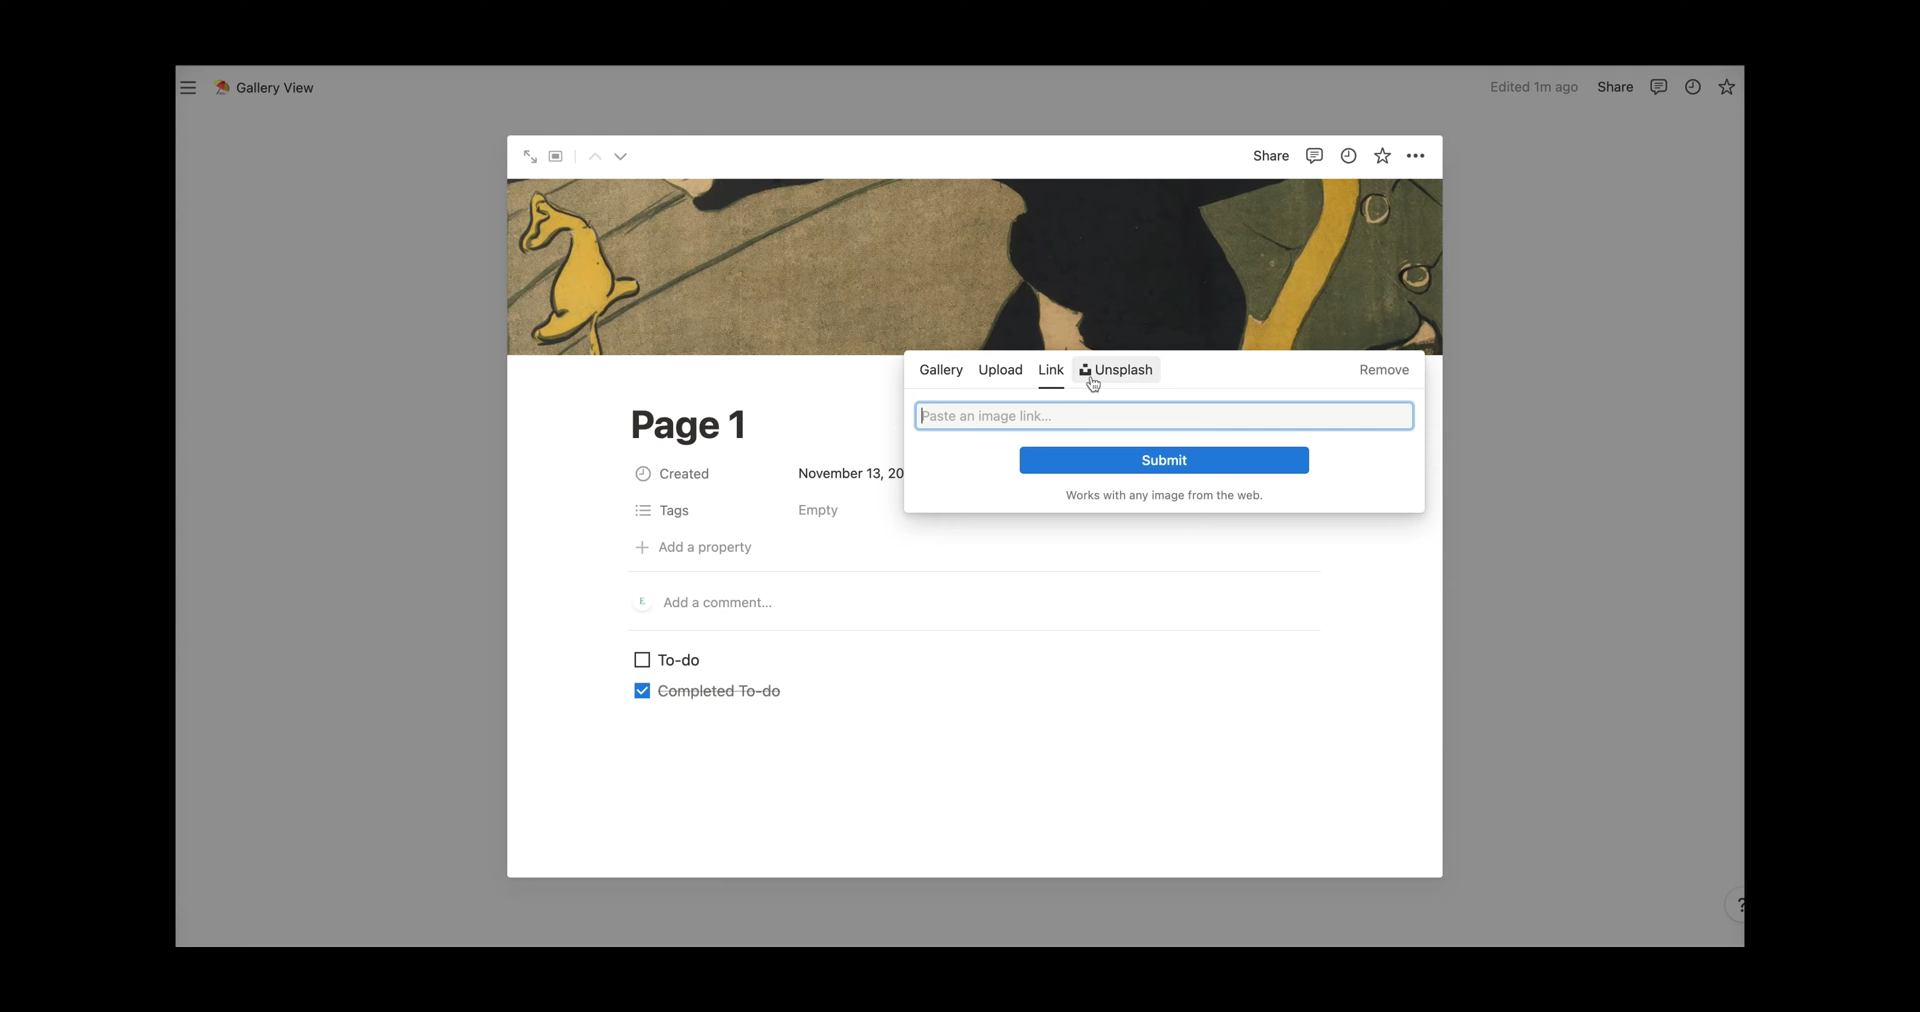 Gallery View
Edited 1m ago Share
Share
Gallery Upload Link Unsplash Remove
Paste an image link...
Submit
Works with any image from the web.
Page 1
Created November 13, 20
Tags Empty
Add a property
E Add a comment...
To-do
Completed To-do
?